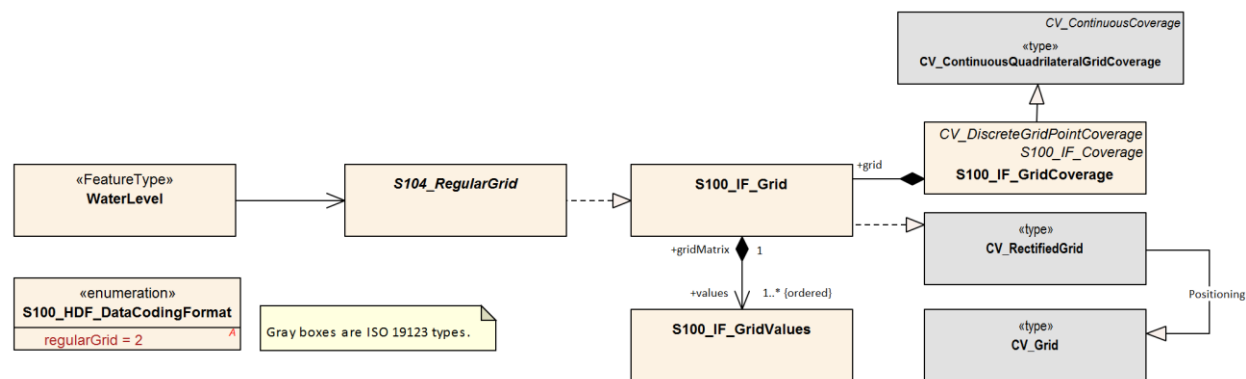 CV_ContinuousCoverage
«type»
CV_ContinuousQuadrilateralGridCoverage
CV_DiscreteGridPointCoverage
S100_IF_Coverage
S100_IF_GridCoverage
+grid
«FeatureType»
WaterLevel
S104_RegularGrid
S100_IF_Grid
«type»
CV_RectifiedGrid
+gridMatrix
1
Positioning
+values
1..* {ordered}
«enumeration»
S100_HDF_DataCodingFormat
A
regularGrid = 2
Gray boxes are ISO 19123 types.
S100_IF_GridValues
«type»
CV_Grid